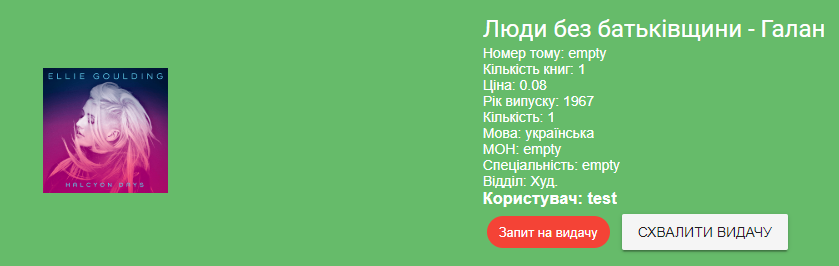 ELLIE GOULDING
HALCYON DAYS
Люди без батьківщини - Галан
Номер тому: empty
Кількість книг: 1
Ціна: 0.08
Рік випуску: 1967
Кількість: 1
Мова: українська
МОН: empty
Спеціальність: empty
Відділ: Худ.
Користувач: test
Запит на видачу
СХВАЛИТИ ВИДАЧУ